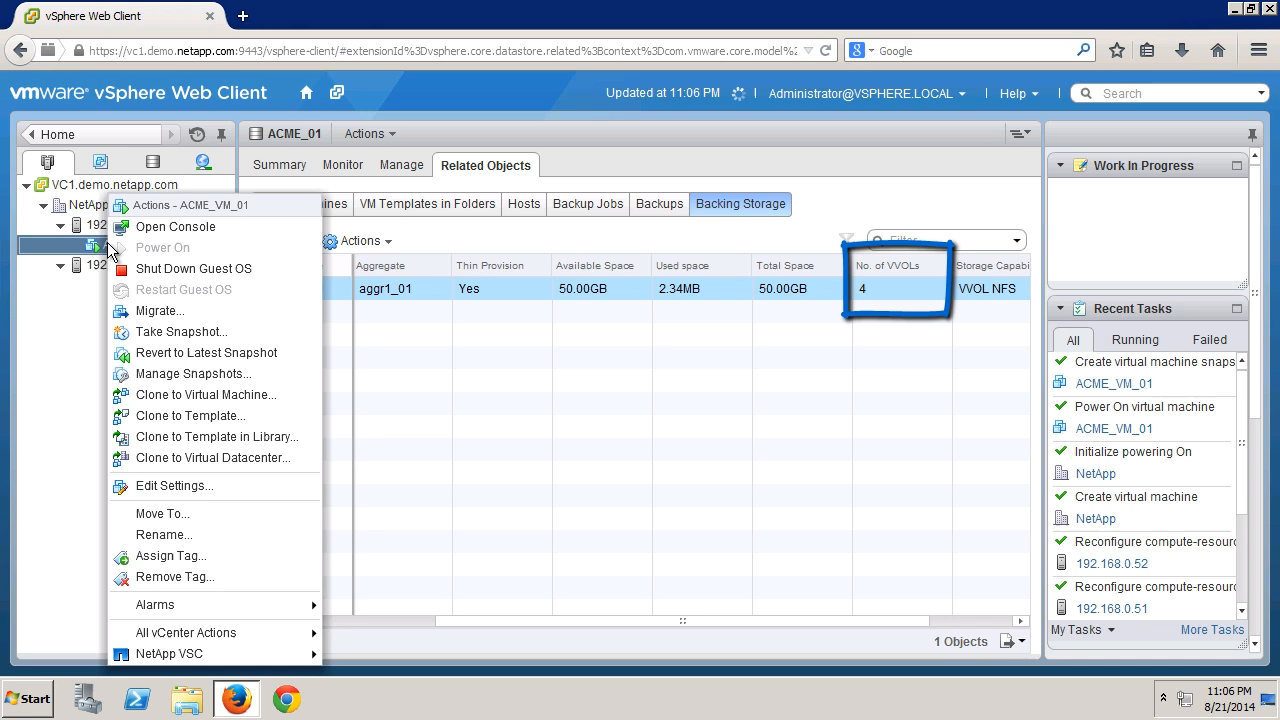 vSphere Web Client
https://vc1.demo.netapp.com:9443/vsphere-client/#extensionId%3Dvsphere.core.datastore.related%3Bcontext%3Dcom.vmware.core.model%2
Google
vmware® vSphere Web Client
Updated at 11:06 PM
Administrator@VSPHERE.LOCAL
Help
Search
Home
ACME_01
Actions
Summary
Monitor
Manage
Related Objects
VM Templates in Folders
Hosts
Backup Jobs
Backups
Backing Storage
Actions
Filter
Aggregate
Thin Provision
Available Space
Used space
Total Space
No. of VVOLs
Storage Capabi
aggr1_01
Yes
50.00GB
2.34MB
50.00GB
4
VVOL NFS
1 Objects
VC1.demo.netapp.com
NetApp
192
192
Actions - ACME_VM_01
Open Console
Power On
Shut Down Guest OS
Restart Guest OS
Migrate...
Take Snapshot...
Revert to Latest Snapshot
Manage Snapshots...
Clone to Virtual Machine...
Clone to Template...
Clone to Template in Library...
Clone to Virtual Datacenter...
Edit Settings...
Move To...
Rename...
Assign Tag...
Remove Tag...
Alarms
All vCenter Actions
NetApp VSC
Work In Progress
Recent Tasks
All
Running
Failed
Create virtual machine snaps
ACME_VM_01
Power On virtual machine
ACME_VM_01
Initialize powering On
NetApp
Create virtual machine
NetApp
Reconfigure compute-resour
192.168.0.52
Reconfigure compute-resour
192.168.0.51
My Tasks
More Tasks
Start
11:06 PM
8/21/2014